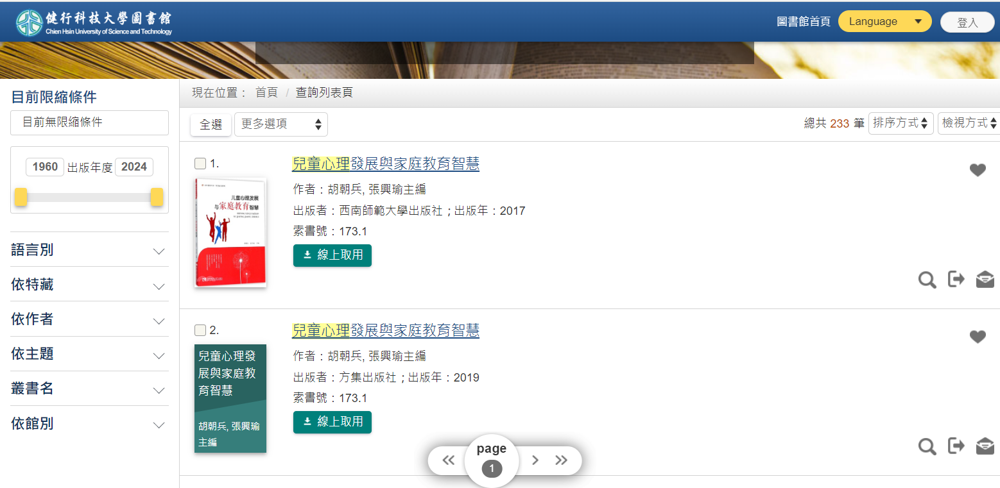 健行科技大學圖書館
Chien Hsin University of Science and Technology
圖書館首頁 Language 登入
目前限縮條件
目前無限縮條件
1960 出版年度 2024
語言別
依特藏
依作者
依主題
叢書名
依館別
現在位置： 首頁 / 查詢列表頁
全選 更多選項 總共 233 筆 排序方式 檢視方式
1.
兒童心理發展與家庭教育智慧
作者：胡朝兵, 張興瑜主編
出版者：西南師範大學出版社；出版年：2017
索書號：173.1
線上取用
儿童心理发展
与家庭教育智慧
2.
兒童心理發展與家庭教育智慧
作者：胡朝兵, 張興瑜主編
出版者：方集出版社；出版年：2019
索書號：173.1
線上取用
兒童心理發
展與家庭教
育智慧
胡朝兵, 張興瑜
主編
page
1